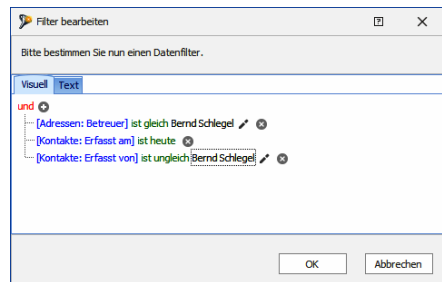 Filter bearbeiten
Bitte bestimmen Sie nun einen Datenfilter.
Visuell Text
und
[Adressen: Betreuer] ist gleich Bernd Schlegel
[Kontakte: Erfasst am] ist heute
[Kontakte: Erfasst von] ist ungleich Bernd Schlegel
OK Abbrechen